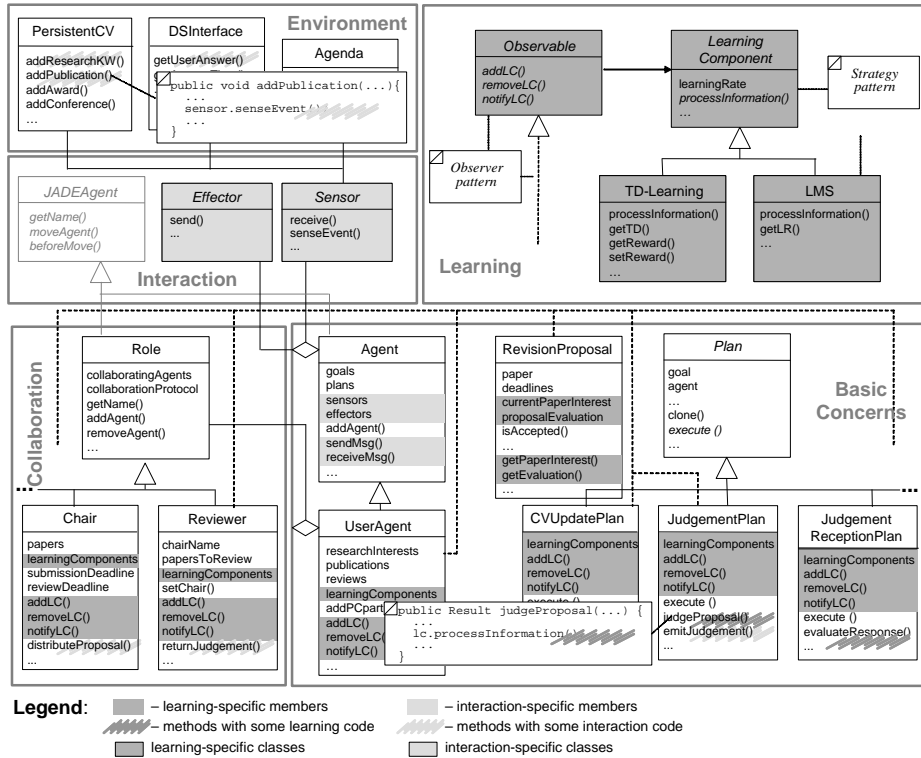 Environment
PersistentCV
addResearchKW()
addPublication()
addAward()
addConference()
...
DSInterface
getUserAnswer()
Agenda
public void addPublication(...){
...
sensor.senseEvent()
...
}
JADEAgent
getName()
moveAgent()
beforeMove()
Effector
send()
...
Sensor
receive()
senseEvent()
...
Interaction
Observable
addLC()
removeLC()
notifyLC()
Learning
Component
learningRate
processInformation()
...
Strategy
pattern
Observer
pattern
TD-Learning
processInformation()
getTD()
getReward()
setReward()
...
LMS
processInformation()
getLR()
...
Learning
Collaboration
Role
collaboratingAgents
collaborationProtocol
getName()
addAgent()
removeAgent()
...
...
Chair
papers
learningComponents
submissionDeadline
reviewDeadline
addLC()
removeLC()
notifyLC()
distributeProposal()
...
Reviewer
chairName
papersToReview
learningComponents
setChair()
addLC()
removeLC()
notifyLC()
returnJudgement()
...
Agent
goals
plans
sensors
effectors
addAgent()
sendMsg()
receiveMsg()
...
UserAgent
researchInterests
publications
reviews
learningComponents
addPCpart
addLC()
removeLC
notifyLC()
...
RevisionProposal
paper
deadlines
currentPaperInterest
proposalEvaluation
isAccepted()
...
getPaperInterest()
getEvaluation()
...
Plan
goal
agent
...
clone()
execute ()
...
Basic
Concerns
...
CVUpdatePlan
learningComponents
addLC()
removeLC()
notifyLC()
execute ()
public Result judgeProposal(...) {
...
lc.processInformation()
...
}
JudgementPlan
learningComponents
addLC()
removeLC()
notifyLC()
execute ()
judgeProposal()
emitJudgement()
...
Judgement
ReceptionPlan
learningComponents
addLC()
removeLC()
notifyLC()
execute ()
evaluateResponse()
...
Legend:
– learning-specific members
– interaction-specific members
– methods with some learning code
– methods with some interaction code
learning-specific classes
interaction-specific classes